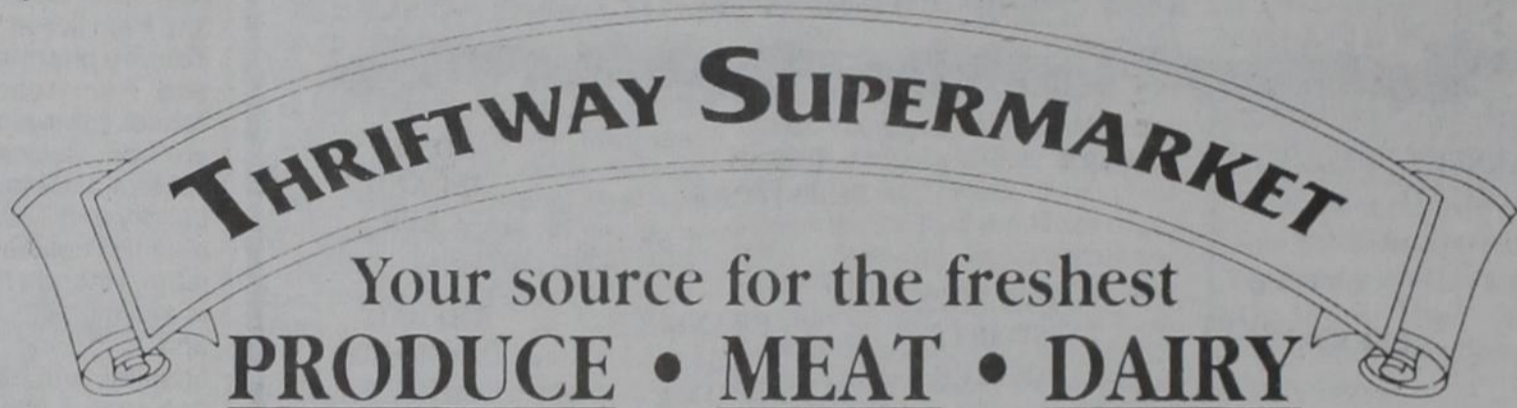 THRIFTWAY SUPERMARKET
Your source for the freshest
PRODUCE • MEAT • DAIRY